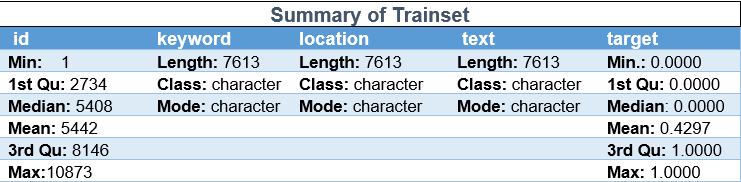 Summary of Trainset
id keyword location text target
Min: 1 Length: 7613 Length: 7613 Length: 7613 Min.: 0.0000
1st Qu: 2734 Class: character Class: character Class: character 1st Qu: 0.0000
Median: 5408 Mode: character Mode: character Mode: character Median: 0.0000
Mean: 5442 Mean: 0.4297
3rd Qu: 8146 3rd Qu: 1.0000
Max:10873 Max: 1.0000